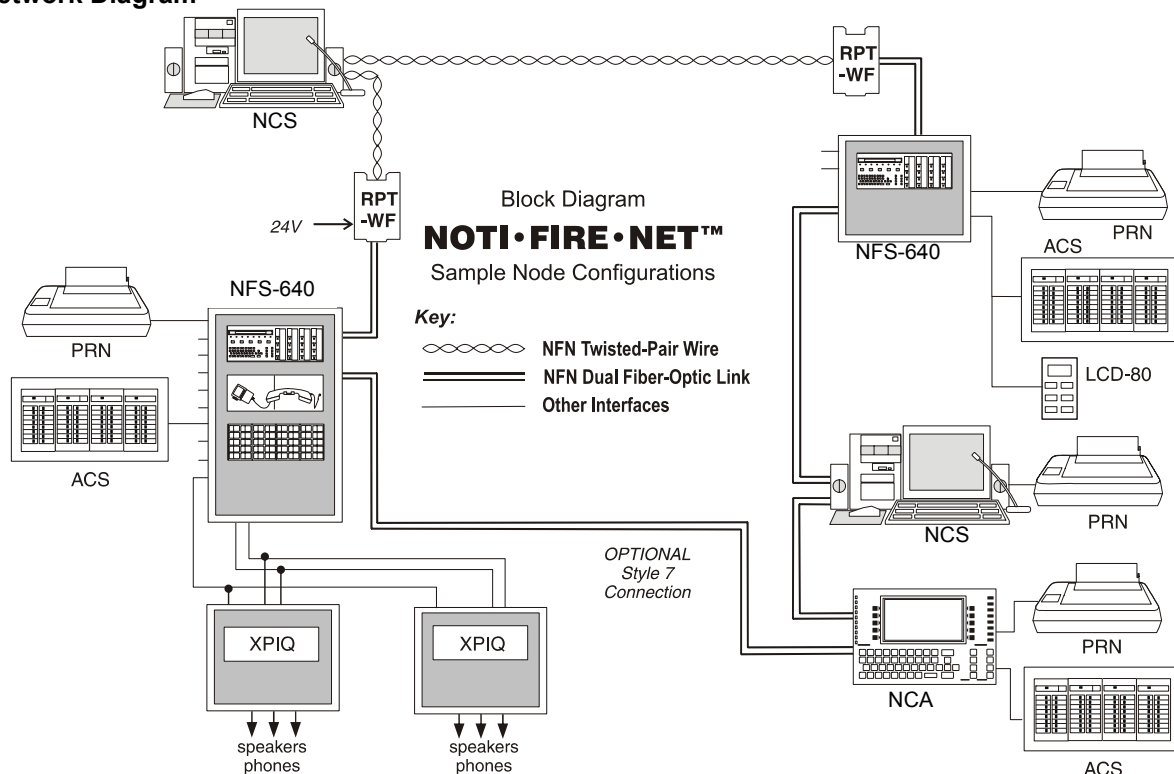 etwork Diagram
NCS
RPT
-WF
RPT
-WF
24V
Block Diagram
NOTI•FIRE•NET™
Sample Node Configurations
Key:
NFN Twisted-Pair Wire
NFN Dual Fiber-Optic Link
Other Interfaces
NFS-640
PRN
ACS
NFS-640
PRN
ACS
LCD-80
NCS
PRN
OPTIONAL
Style 7
Connection
XPIQ
XPIQ
speakers
phones
speakers
phones
NCA
PRN
ACS